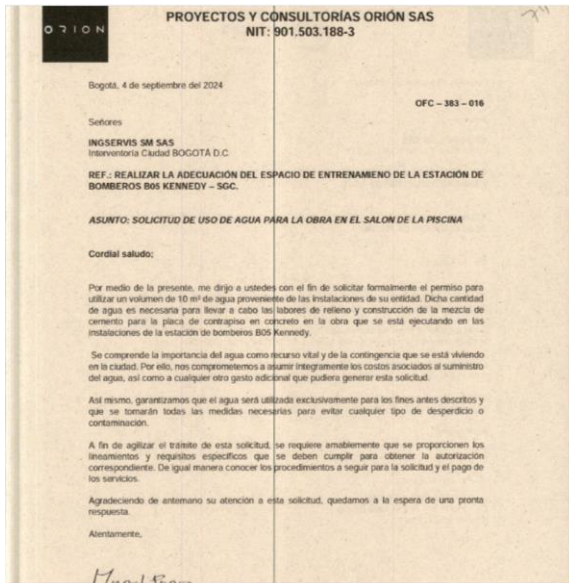 ORION
PROYECTOS Y CONSULTORÍAS ORIÓN SAS
NIT: 901.503.188-3
Bogotá, 4 de septiembre del 2024
OFC – 383 – 016
Señores
INGSERVIS SM SAS
Interventoría Ciudad BOGOTÁ D.C
REF.: REALIZAR LA ADECUACIÓN DEL ESPACIO DE ENTRENAMIENO DE LA ESTACIÓN DE
BOMBEROS B05 KENNEDY – SGC.
ASUNTO: SOLICITUD DE USO DE AGUA PARA LA OBRA EN EL SALON DE LA PISCINA
Cordial saludo;
Por medio de la presente, me dirijo a ustedes con el fin de solicitar formalmente el permiso para
utilizar un volumen de 10 m³ de agua proveniente de las instalaciones de su entidad. Dicha cantidad
de agua es necesaria para llevar a cabo las labores de relleno y construcción de la mezcla de
cemento para la placa de contrapiso en concreto en la obra que se está ejecutando en las
instalaciones de la estación de bomberos B05 Kennedy.
Se comprende la importancia del agua como recurso vital y de la contingencia que se está viviendo
en la ciudad. Por ello, nos comprometemos a asumir íntegramente los costos asociados al suministro
del agua, así como a cualquier otro gasto adicional que pudiera generar esta solicitud.
Así mismo, garantizamos que el agua será utilizada exclusivamente para los fines antes descritos y
que se tomarán todas las medidas necesarias para evitar cualquier tipo de desperdicio o
contaminación.
A fin de agilizar el trámite de esta solicitud, se requiere amablemente que se proporcionen los
lineamientos y requisitos específicos que se deben cumplir para obtener la autorización
correspondiente. De igual manera conocer los procedimientos a seguir para la solicitud y el pago de
los servicios.
Agradeciendo de antemano su atención a esta solicitud, quedamos a la espera de una pronta
respuesta.
Atentamente,